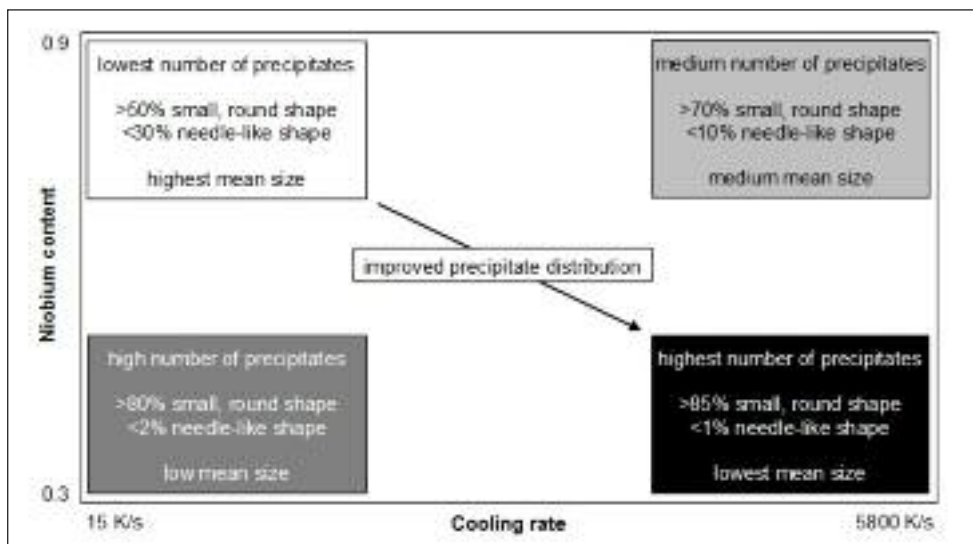 0.9
lowest number of precipitates
>50% small, round shape
<30% needle-like shape
highest mean size
medium number of precipitates
>70% small, round shape
<10% needle-like shape
medium mean size
Niobium content
improved precipitate distribution
high number of precipitates
>80% small, round shape
<2% needle-like shape
low mean size
highest number of precipitates
>85% small, round shape
<1% needle-like shape
lowest mean size
0.3
15 K/s
Cooling rate
5800 K/s